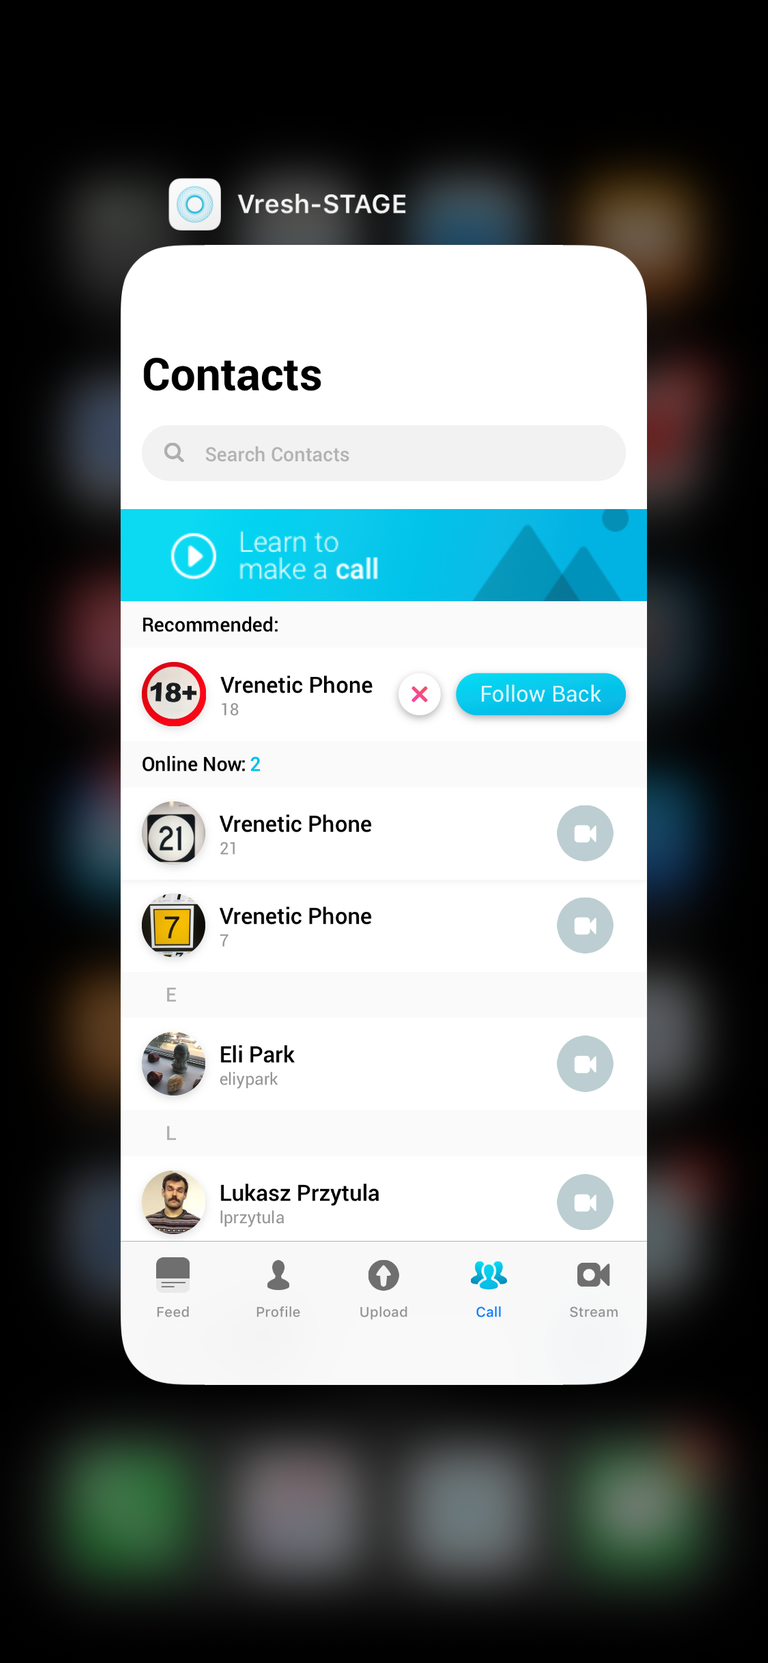 Vresh-STAGE
Contacts
Search Contacts
Learn to
make a call
Recommended:
18+
Vrenetic Phone
18
Follow Back
Online Now: 2
21
Vrenetic Phone
21
7
Vrenetic Phone
7
E
Eli Park
eliypark
L
Lukasz Przytula
lprzytula
Feed
Profile
Upload
Call
Stream